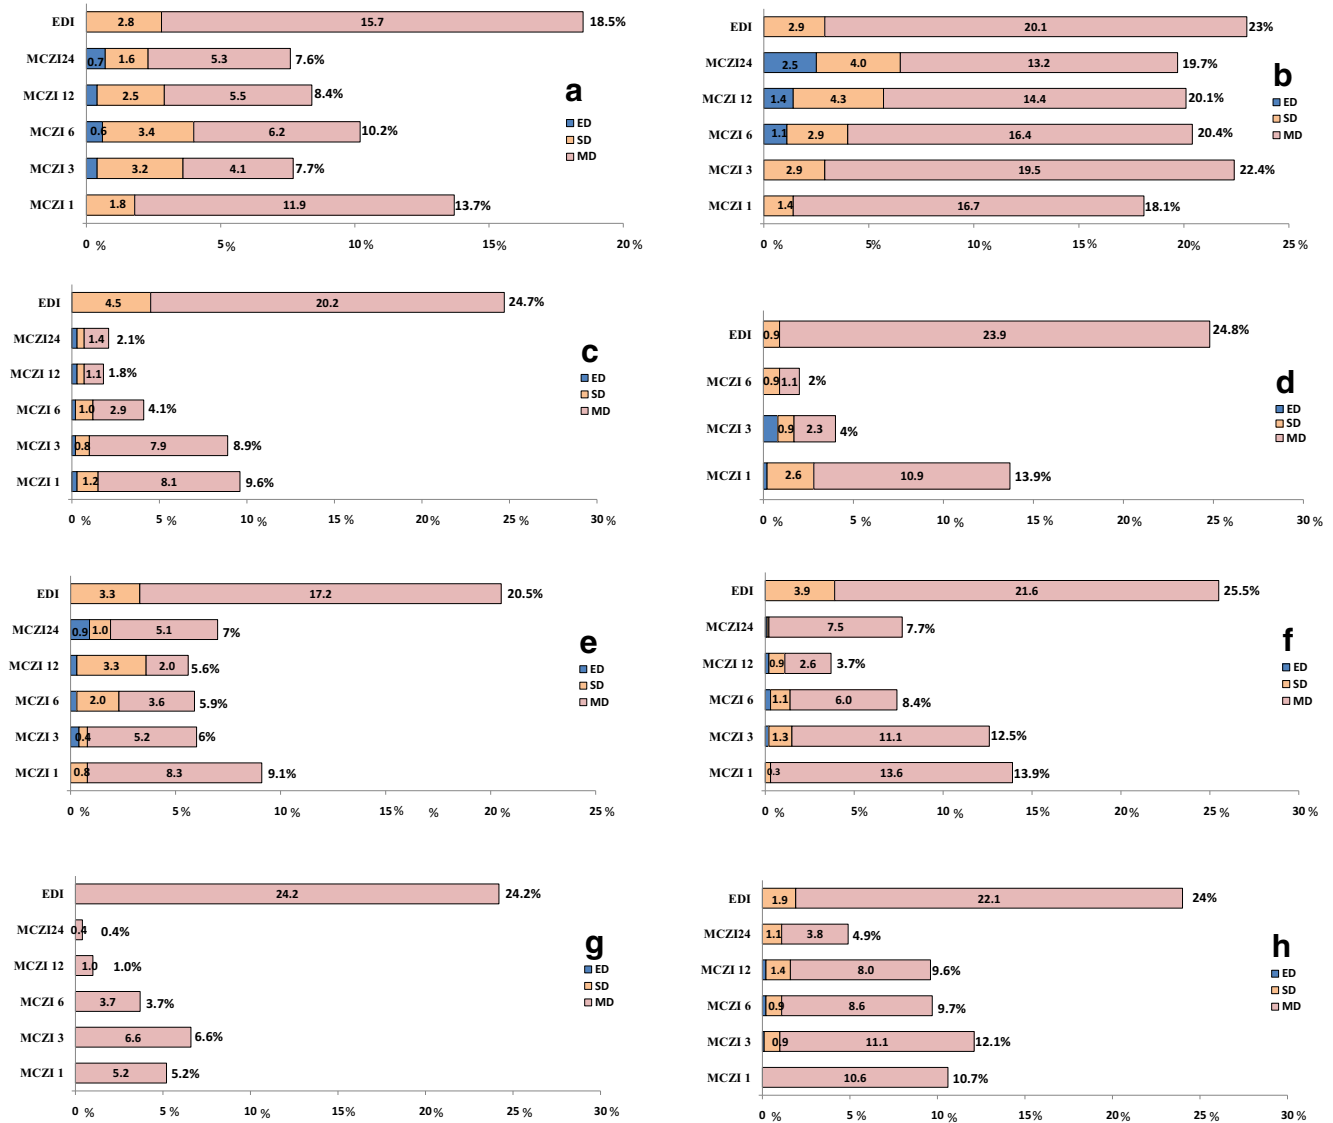 EDI 2.8 15.7 18.5%
MCZI24 0.7 1.6 5.3 7.6%
MCZI 12 2.5 5.5 8.4%
MCZI 6 0.6 3.4 6.2 10.2%
MCZI 3 3.2 4.1 7.7%
MCZI 1 1.8 11.9 13.7%
0 % 5% 10% 15% 20%
a
ED
SD
MD
EDI 2.9 20.1 23%
MCZI24 2.5 4.0 13.2 19.7%
MCZI 12 1.4 4.3 14.4 20.1%
MCZI 6 1.1 2.9 16.4 20.4%
MCZI 3 2.9 19.5 22.4%
MCZI 1 1.4 16.7 18.1%
0 % 5% 10% 15% 20% 25%
b
ED
SD
MD
EDI 4.5 20.2 24.7%
MCZI24 1.4 2.1%
MCZI 12 1.1 1.8%
MCZI 6 1.0 2.9 4.1%
MCZI 3 0.8 7.9 8.9%
MCZI 1 1.2 8.1 9.6%
0 % 5% 10 % 15% 20% 25% 30%
c
ED
SD
MD
EDI 0.9 23.9 24.8%
MCZI 6 0.9 1.1 2%
MCZI 3 0.9 2.3 4%
MCZI 1 2.6 10.9 13.9%
0 % 5% 10 % 15% 20% 25% 30%
d
ED
SD
MD
EDI 3.3 17.2 20.5%
MCZI24 0.9 1.0 5.1 7%
MCZI 12 3.3 2.0 5.6%
MCZI 6 2.0 3.6 5.9%
MCZI 3 0.4 5.2 6%
MCZI 1 0.8 8.3 9.1%
0 % 5% 10 % 15% % 20% 25%
e
ED
SD
MD
EDI 3.9 21.6 25.5%
MCZI24 7.5 7.7%
MCZI 12 0.9 2.6 3.7%
MCZI 6 1.1 6.0 8.4%
MCZI 3 1.3 11.1 12.5%
MCZI 1 0.3 13.6 13.9%
0 % 5% 10 % 15% 20% 25% 30%
f
ED
SD
MD
EDI 24.2 24.2%
MCZI24 0.4 0.4%
MCZI 12 1.0 1.0%
MCZI 6 3.7 3.7%
MCZI 3 6.6 6.6%
MCZI 1 5.2 5.2%
0 % 5% 10 % 15% 20% 25% 30%
g
ED
SD
MD
EDI 1.9 22.1 24%
MCZI24 1.1 3.8 4.9%
MCZI 12 1.4 8.0 9.6%
MCZI 6 0.9 8.6 9.7%
MCZI 3 0.9 11.1 12.1%
MCZI 1 10.6 10.7%
0 % 5% 10 % 15% 20% 25% 30%
h
ED
SD
MD